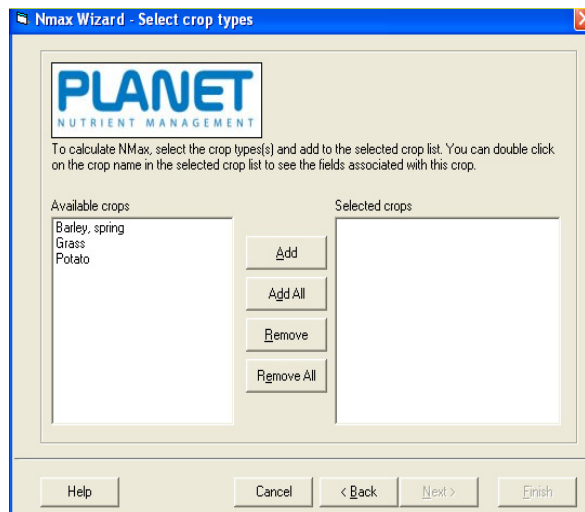 Nmax Wizard - Select crop types
PLANET
NUTRIENT MANAGEMENT
To calculate NMax, select the crop types(s) and add to the selected crop list. You can double click
on the crop name in the selected crop list to see the fields associated with this crop.
Available crops
Selected crops
Barley, spring
Grass
Potato
Add
Add All
Remove
Remove All
Help
Cancel
< Back
Next >
Finish